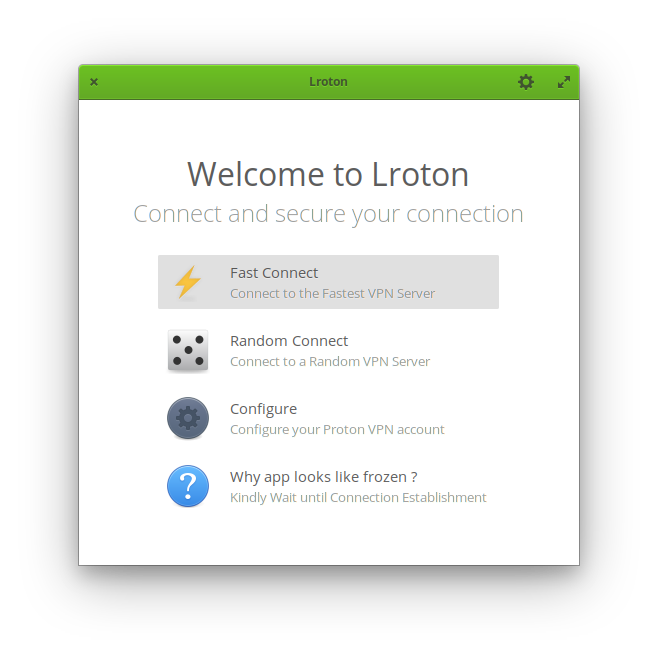 Lroton
Welcome to Lroton
Connect and secure your connection
Fast Connect
Connect to the Fastest VPN Server
Random Connect
Connect to a Random VPN Server
Configure
Configure your Proton VPN account
Why app looks like frozen ?
Kindly Wait until Connection Establishment